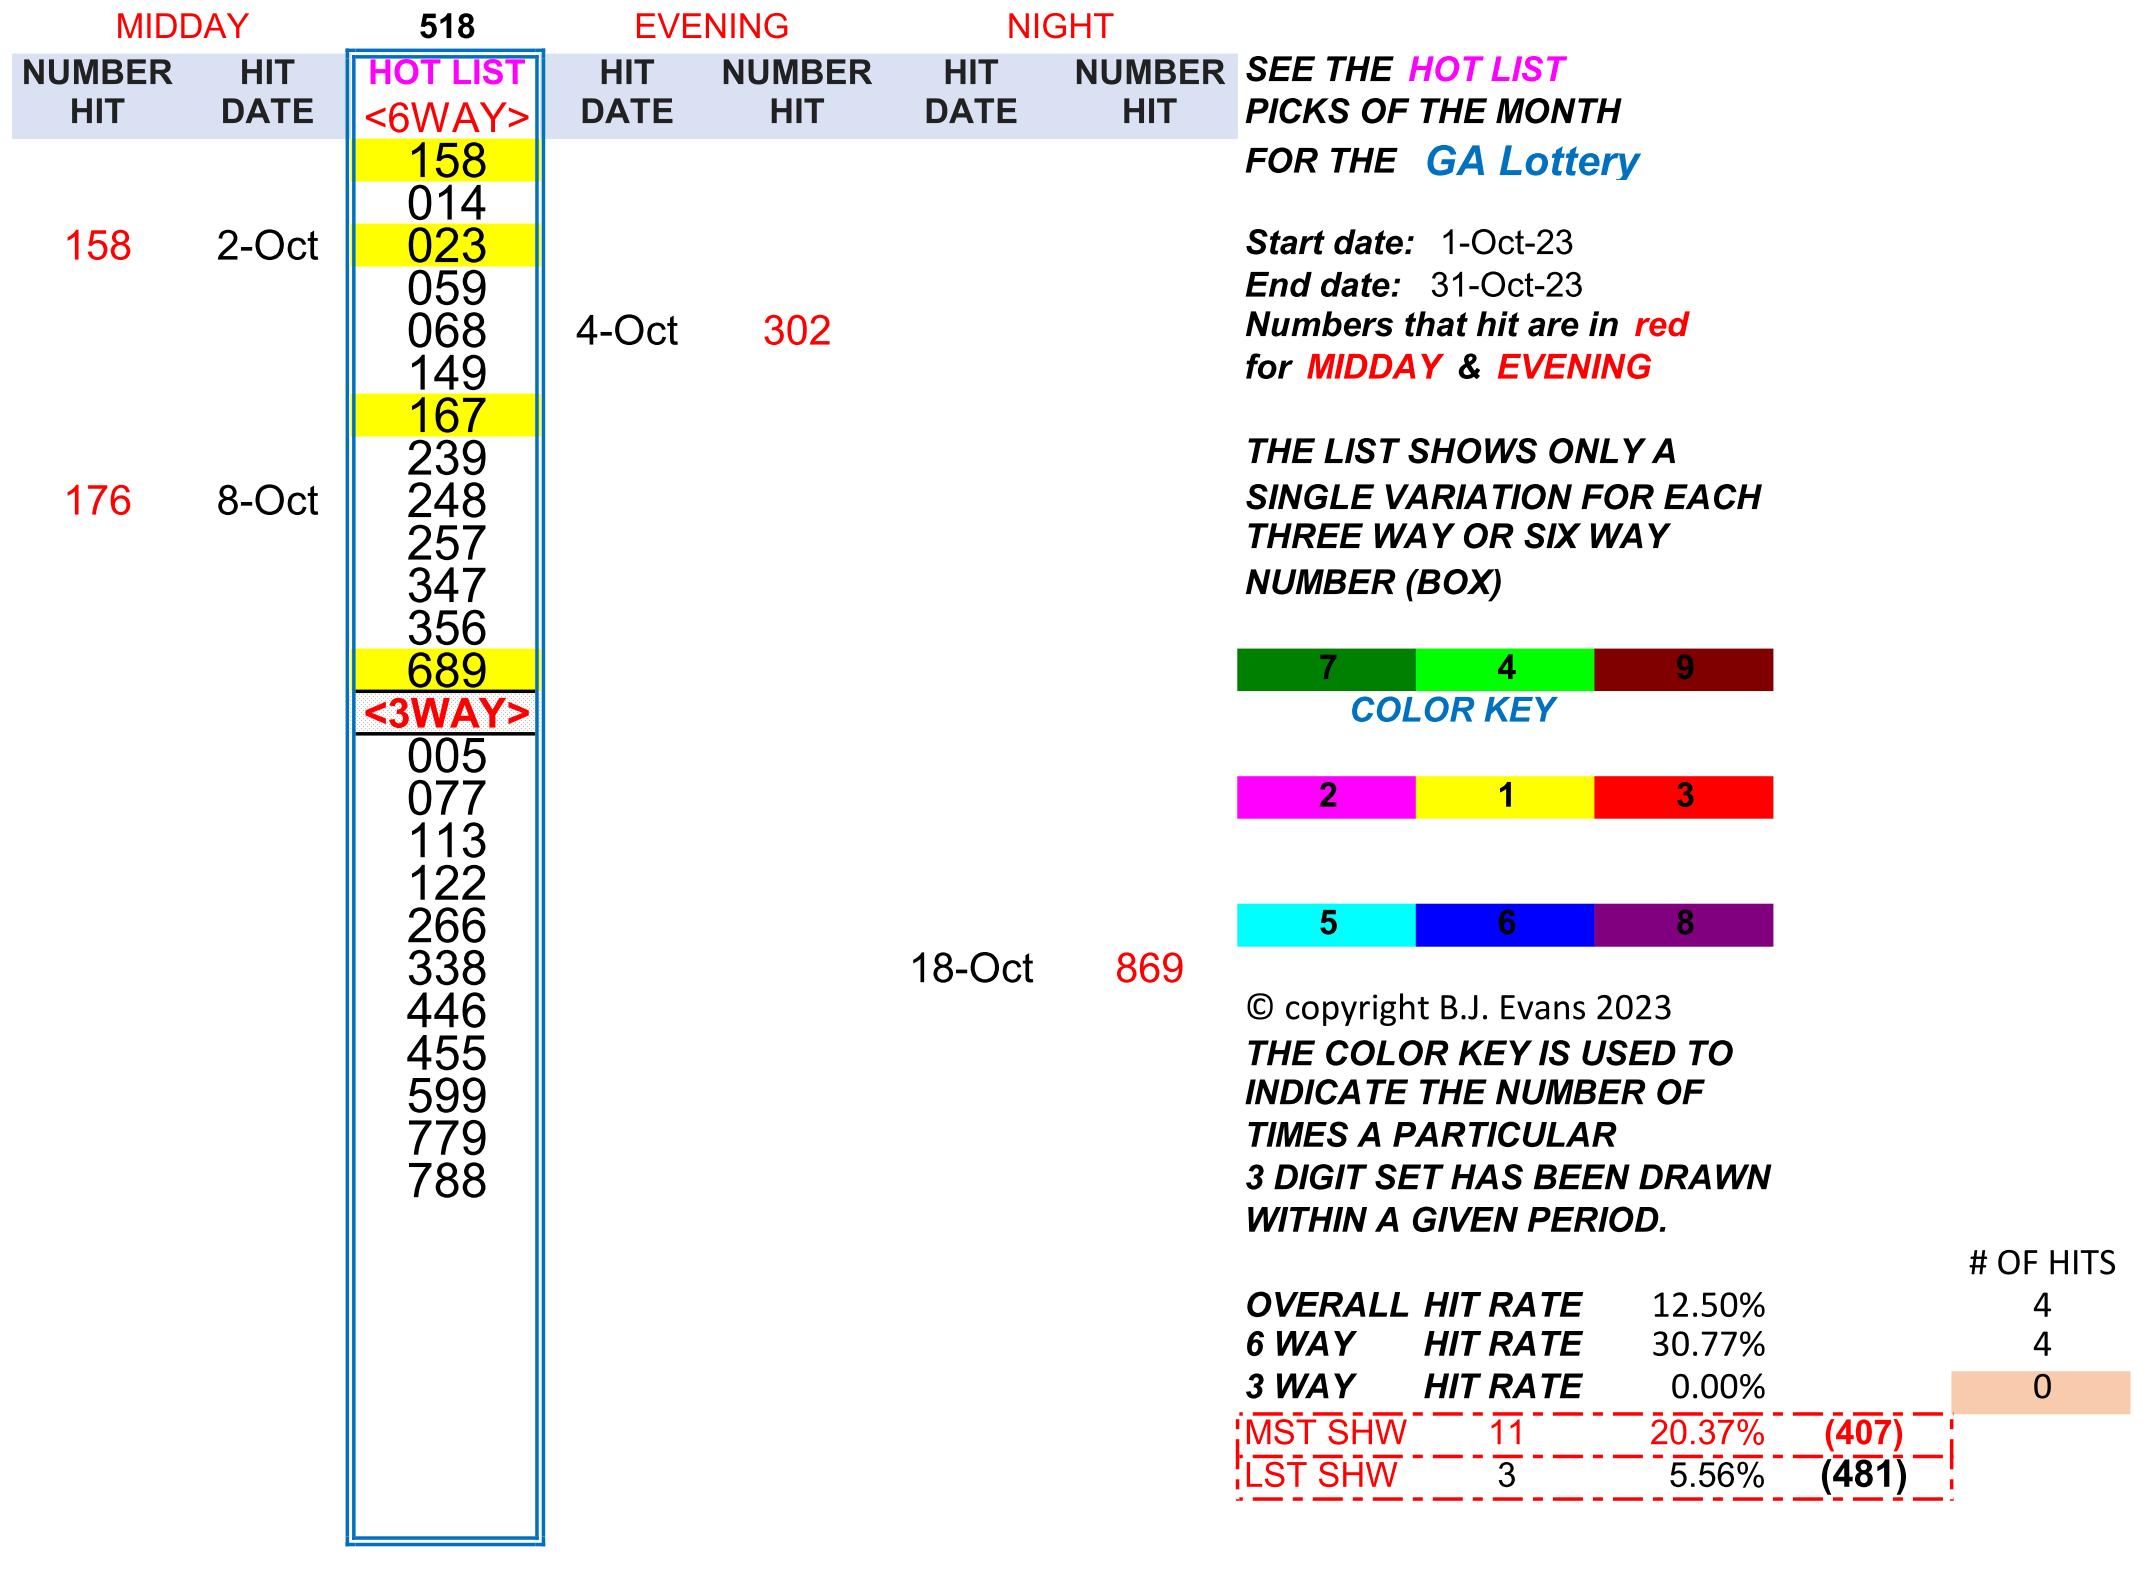 MIDDAY 518 EVENING NIGHT
NUMBER HIT HOT LIST HIT NUMBER HIT NUMBER SEE THE HOT LIST
HIT DATE <6WAY> DATE HIT DATE HIT PICKS OF THE MONTH
158 FOR THE GA Lottery
014
158 2-Oct 023 Start date: 1-Oct-23
059 End date: 31-Oct-23
068 4-Oct 302 Numbers that hit are in red
149 for MIDDAY & EVENING
167
239 THE LIST SHOWS ONLY A
176 8-Oct 248 SINGLE VARIATION FOR EACH
257 THREE WAY OR SIX WAY
347 NUMBER (BOX)
356
689 7 4 9
<3WAY> COLOR KEY
005
077 2 1 3
113
122
266 5 6 8
338 18-Oct 869
446 © copyright B.J. Evans 2023
455 THE COLOR KEY IS USED TO
599 INDICATE THE NUMBER OF
779 TIMES A PARTICULAR
788 3 DIGIT SET HAS BEEN DRAWN
WITHIN A GIVEN PERIOD.
# OF HITS
OVERALL HIT RATE 12.50% 4
6 WAY HIT RATE 30.77% 4
3 WAY HIT RATE 0.00% 0
MST SHW 11 20.37% (407)
LST SHW 3 5.56% (481)